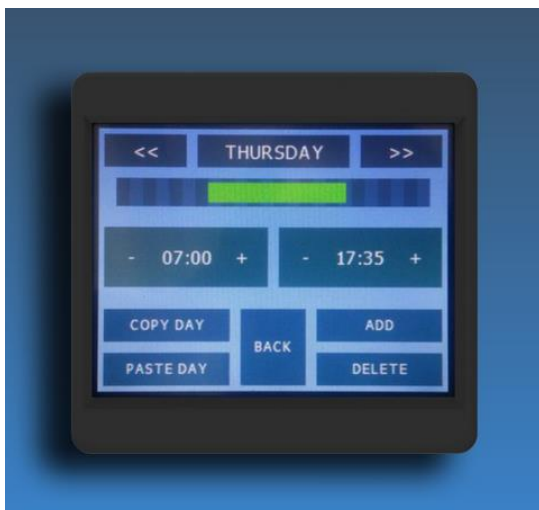 << THURSDAY >>
- 07:00 + - 17:35 +
COPY DAY
BACK
ADD
PASTE DAY
DELETE